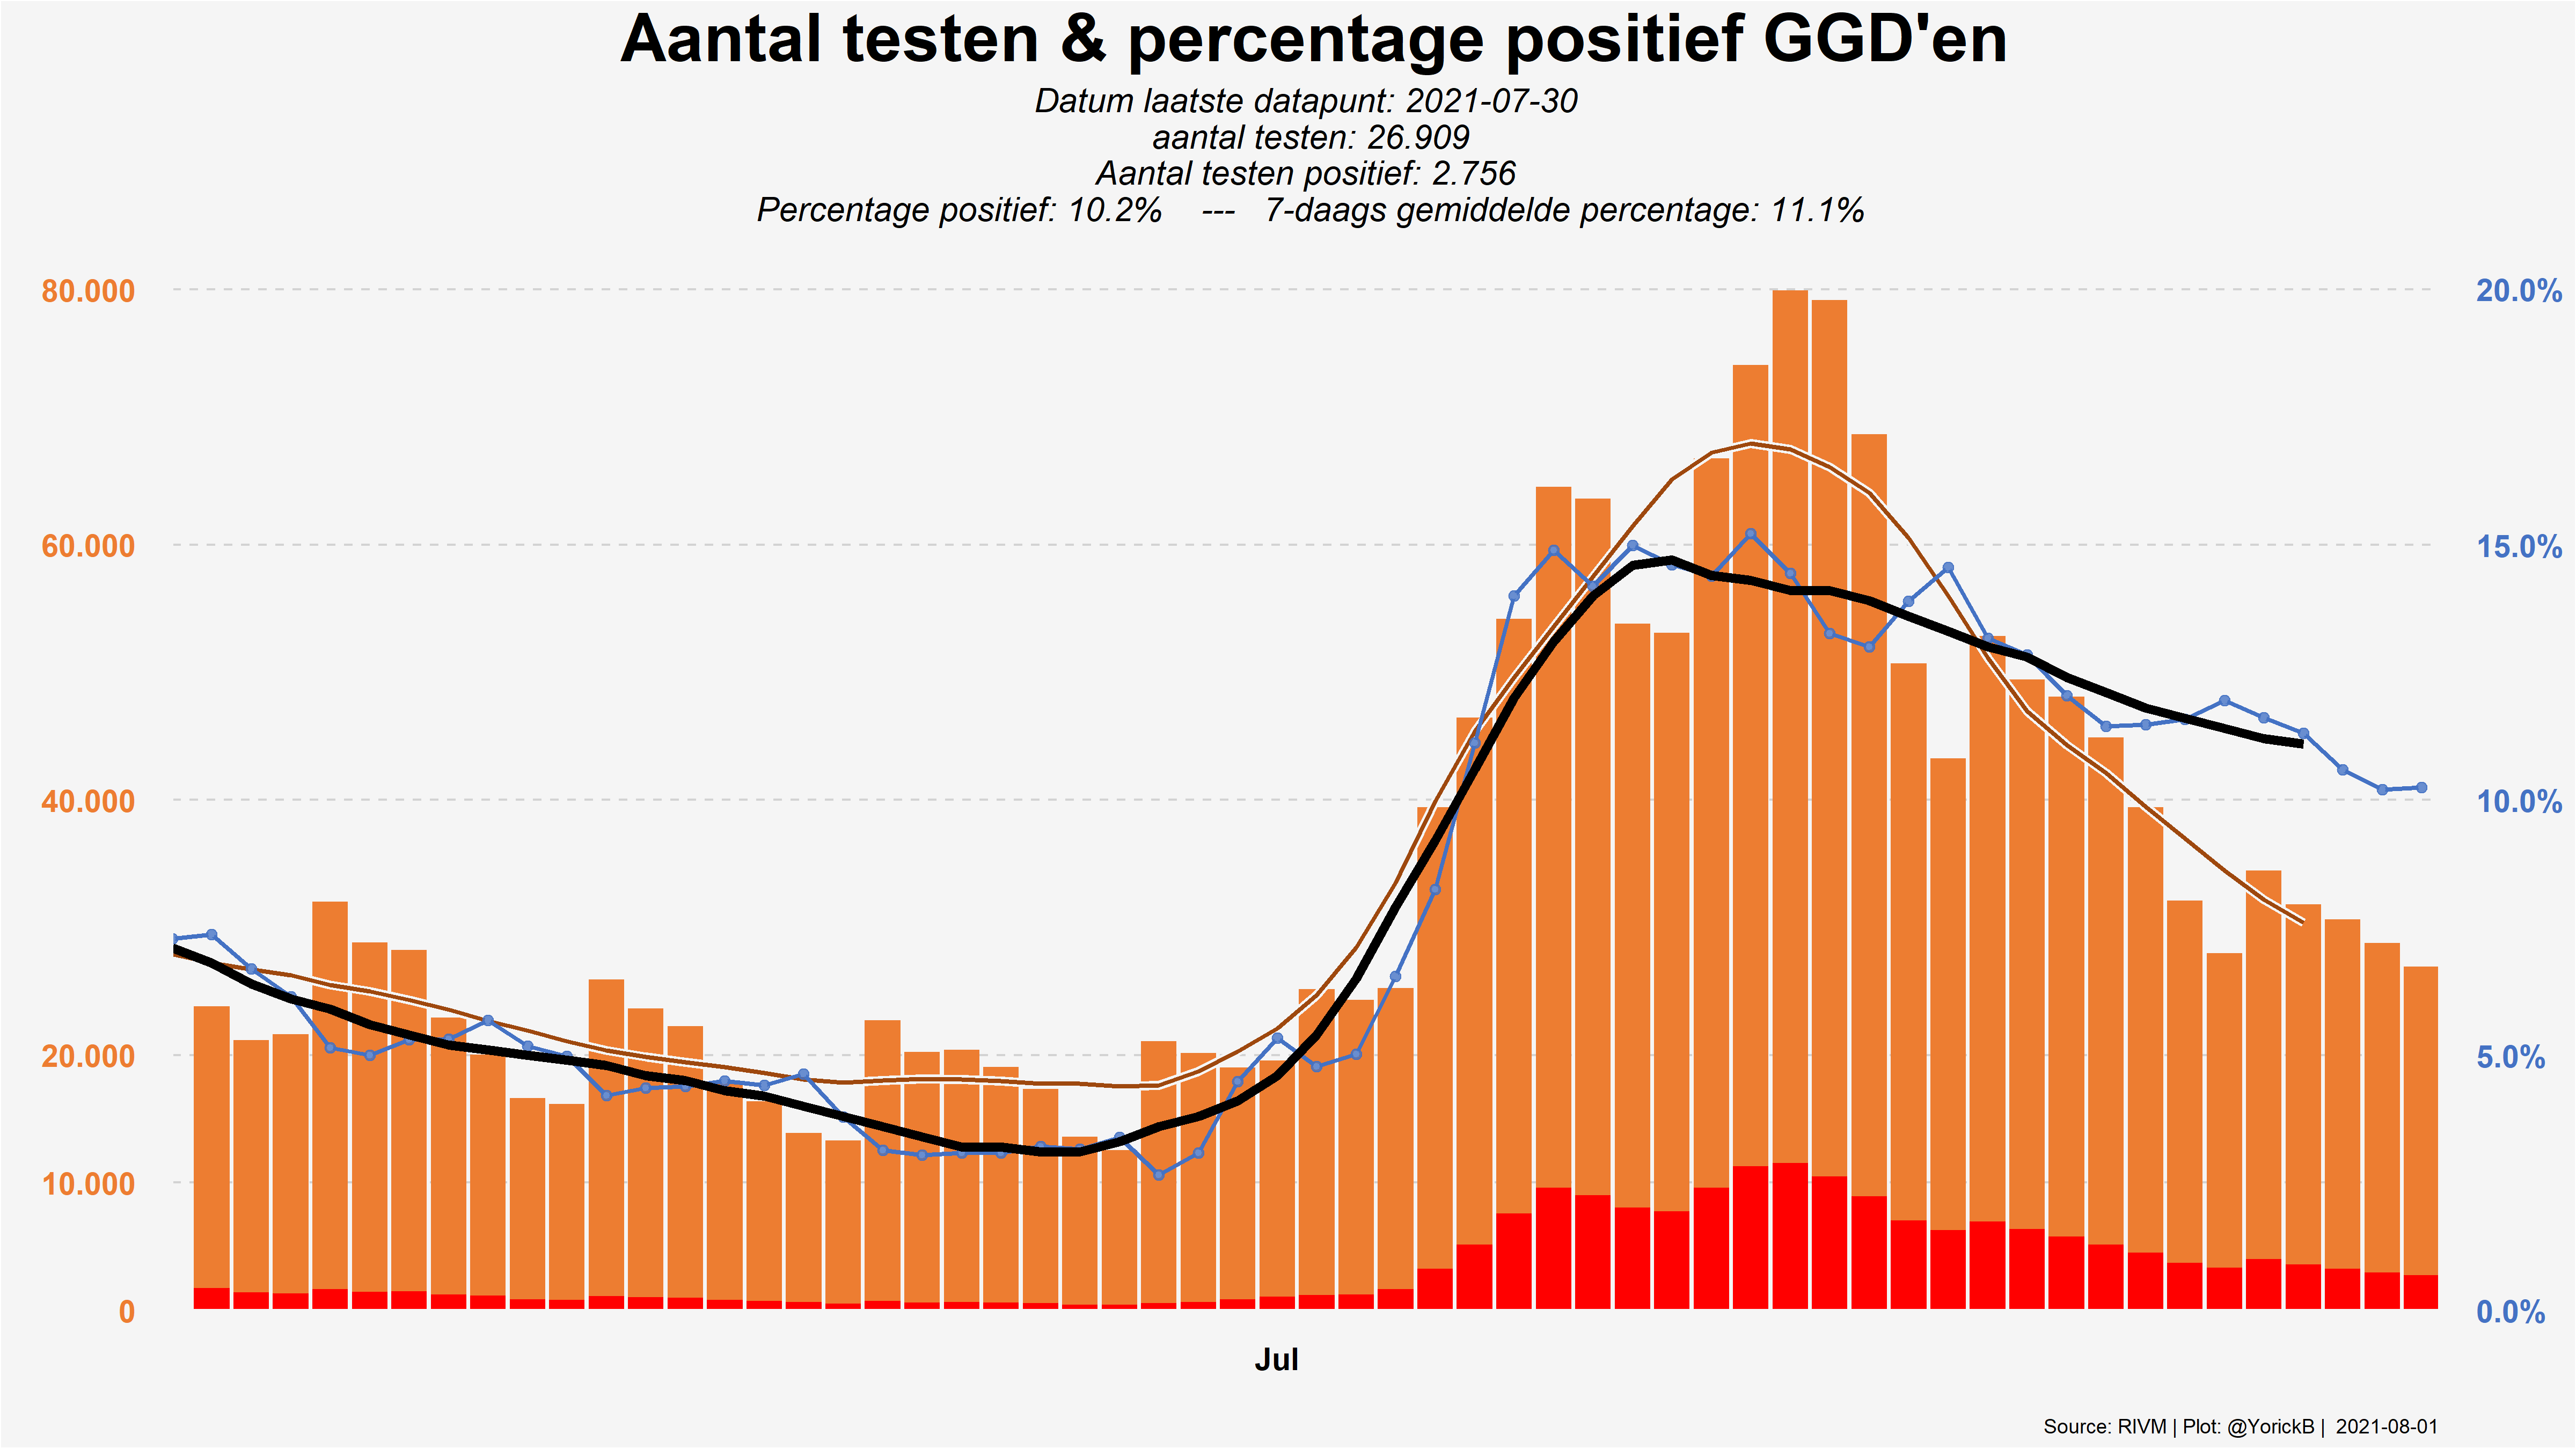 Aantal testen & percentage positief GGD'en
Datum laatste datapunt: 2021-07-30
aantal testen: 26.909
Aantal testen positief: 2.756
Percentage positief: 10.2% --- 7-daags gemiddelde percentage: 11.1%
80.000 20.0%
60.000 15.0%
40.000 10.0%
20.000 5.0%
10.000
0 0.0%
Jul
Source: RIVM | Plot: @YorickB | 2021-08-01